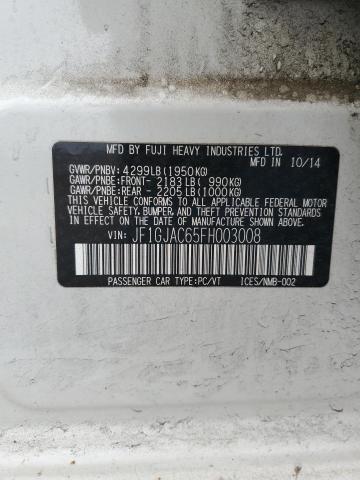 MFD BY FUJI HEAVY INDUSTRIES LTD.
MFD IN 10/14
GVWR/PNBV: 4299LB(1950KG)
GAWR/PNBE:FRONT- 2183LB( 990KG)
GAWR/PNBE:REAR - 2205LB(1000KG)
THIS VEHICLE CONFORMS TO ALL APPLICABLE FEDERAL MOTOR
VEHICLE SAFETY, BUMPER, AND THEFT PREVENTION STANDARDS
IN EFFECT ON THE DATE OF MANUFACTURE SHOWN ABOVE.
VIN: JF1GJAC65FH003008
PASSENGER CAR TYPE:PC/VT ICES/NMB-002